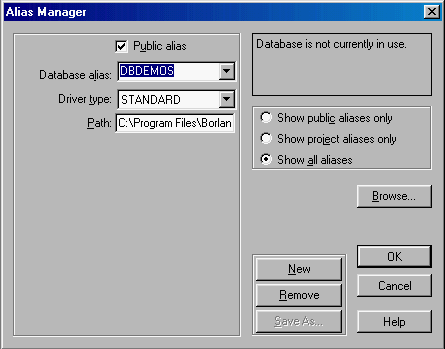 Alias Manager
Public alias
Database alias: DBDEMOS
Driver type: STANDARD
Path: C:\Program Files\Borlan
Database is not currently in use.
Show public aliases only
Show project aliases only
Show all aliases
Browse...
New
Remove
Save As...
OK
Cancel
Help